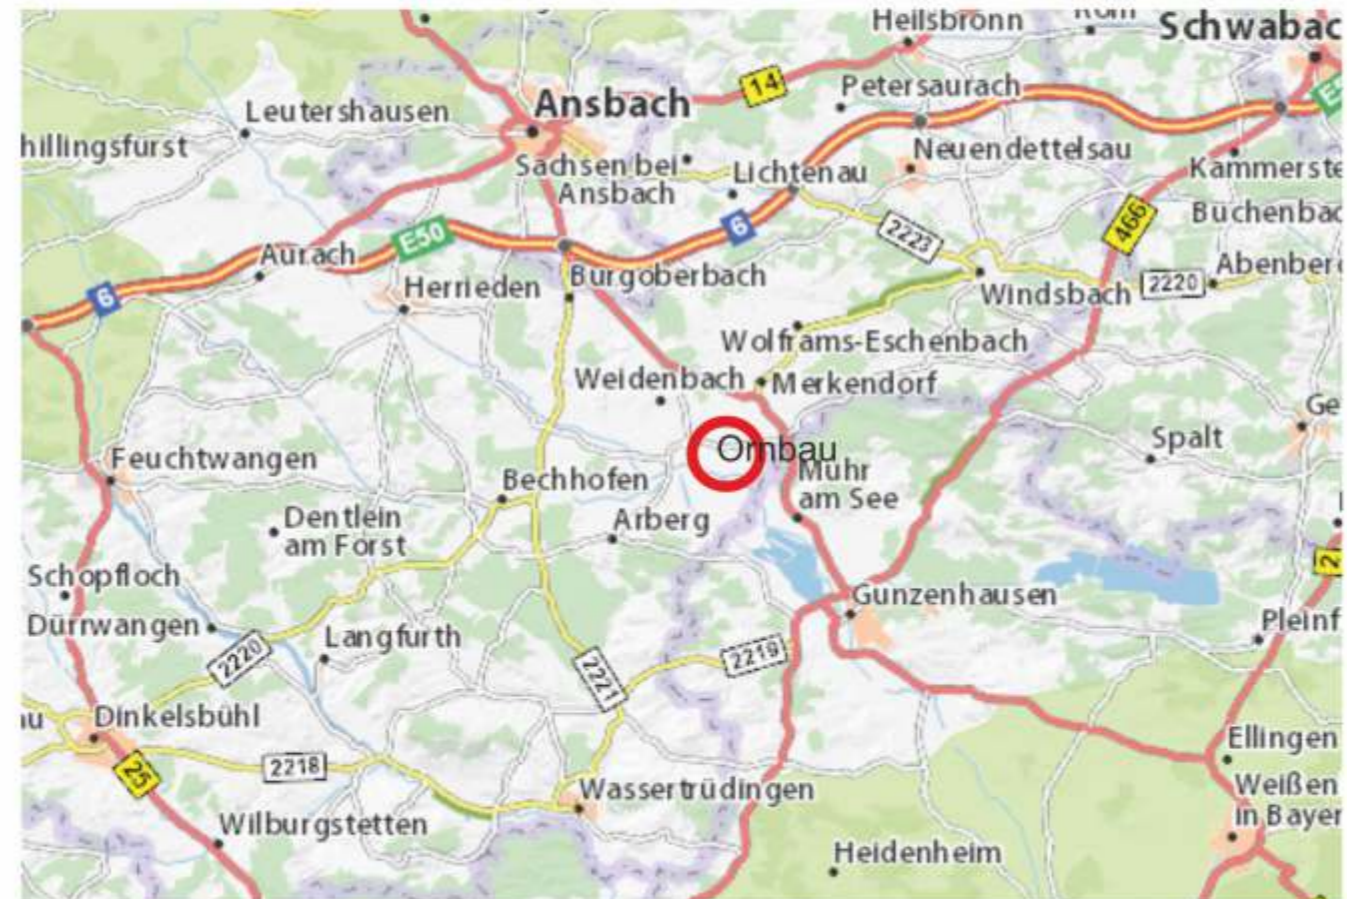 Heilsbronn
Schwabac
14
Petersaurach
Ansbach
Leutershausen
hillingsfurst
Neuendettelsau
Sachsen bei
Ansbach
Lichtenau
Kammerste
466
Buchenbac
6
E50
2223
Aurach
Abenber
Burgoberbach
2220
6
Herrieden
Windsbach
Wolframs-Eschenbach
Weidenbach
Merkendorf
Ge
Spalt
Ornbau
Feuchtwangen
Muhr
am See
Bechhofen
Arberg
Dentlein
am Forst
Schopfloch
Gunzenhausen
Dürrwangen
Pleinf
Langfurth
2220
2219
2221
Dinkelsbühl
Ellingen
2218
25
Weißen
in Bayer
Wassertrüdingen
Wilburgstetten
Heidenheim